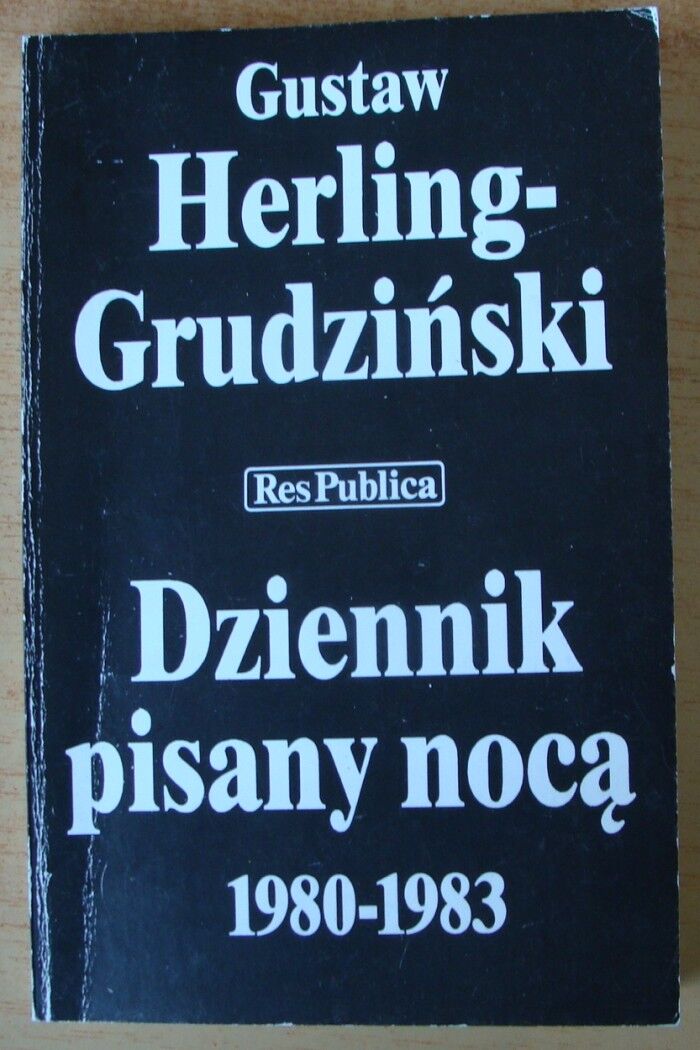 Gustaw
Herling-
Grudziński
Res Publica
Dziennik
pisany nocą
1980-1983